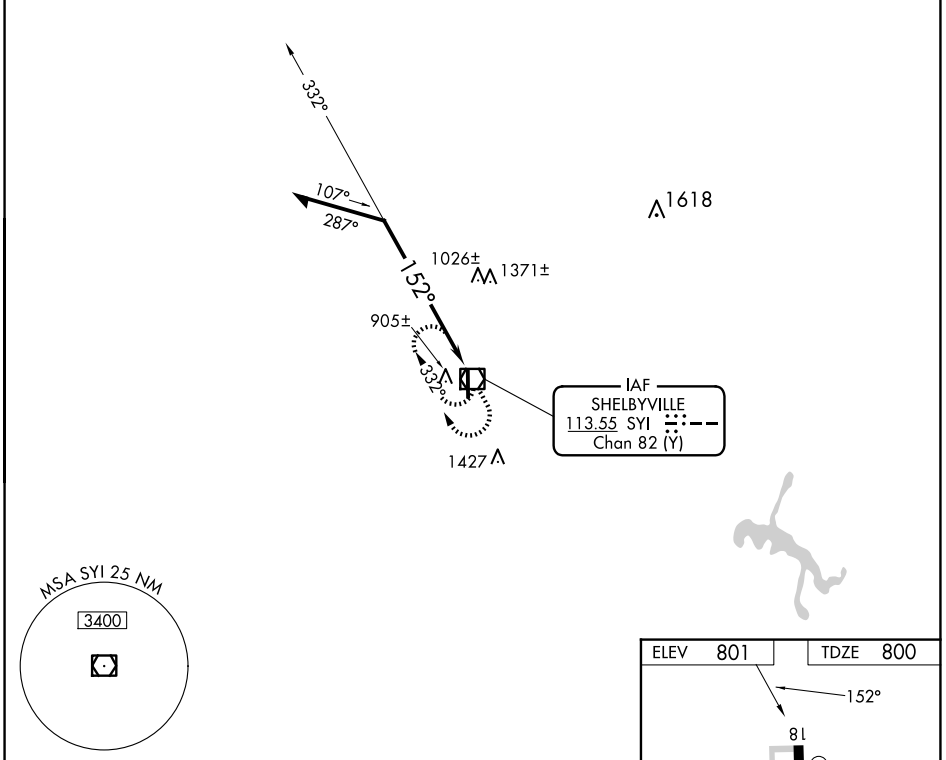 332°
107°
287°
1618
1026±
1371±
152°
905±
332°
IAF
SHELBYVILLE
113.55 SYI
Chan 82 (Y)
1427
MSA SYI 25 NM
3400
ELEV 801
TDZE 800
152°
18